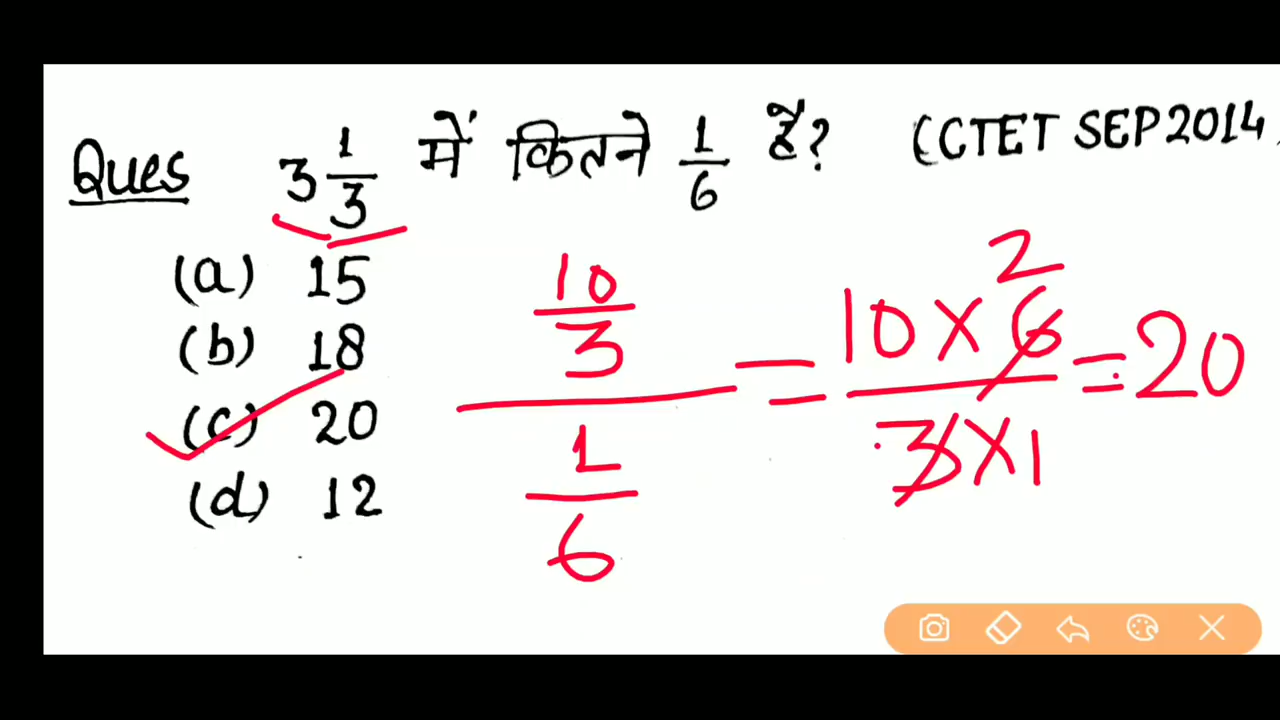 Ques 3 1/3 में कितने 1/6 हैं? (CTET SEP 2014)
(a) 15
(b) 18
(c) 20
(d) 12
10/3 / 1/6 = 10 × 6 / 3 × 1 = 20
2